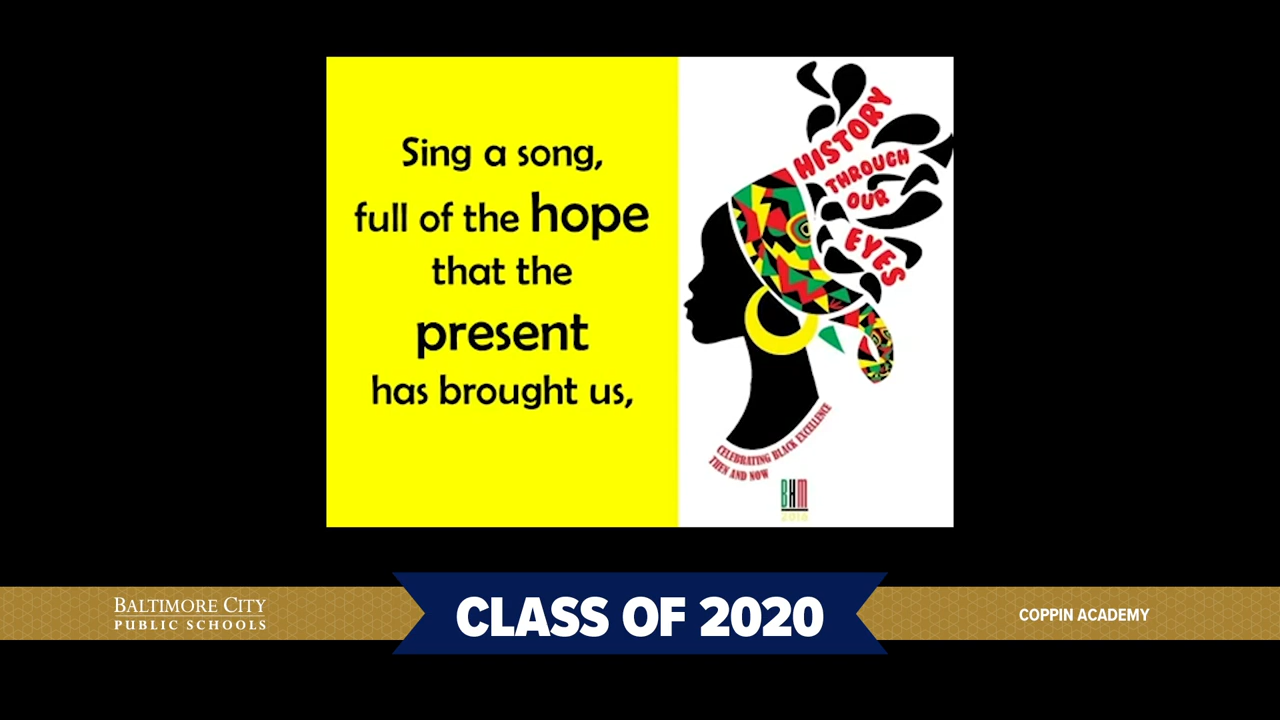 Sing a song,
full of the hope
that the
present
has brought us,
HISTORY
THROUGH
OUR
EYES
CELEBRATING BLACK EXCELLENCE
THEN AND NOW
BHM
2018
BALTIMORE CITY
PUBLIC SCHOOLS
CLASS OF 2020
COPPIN ACADEMY